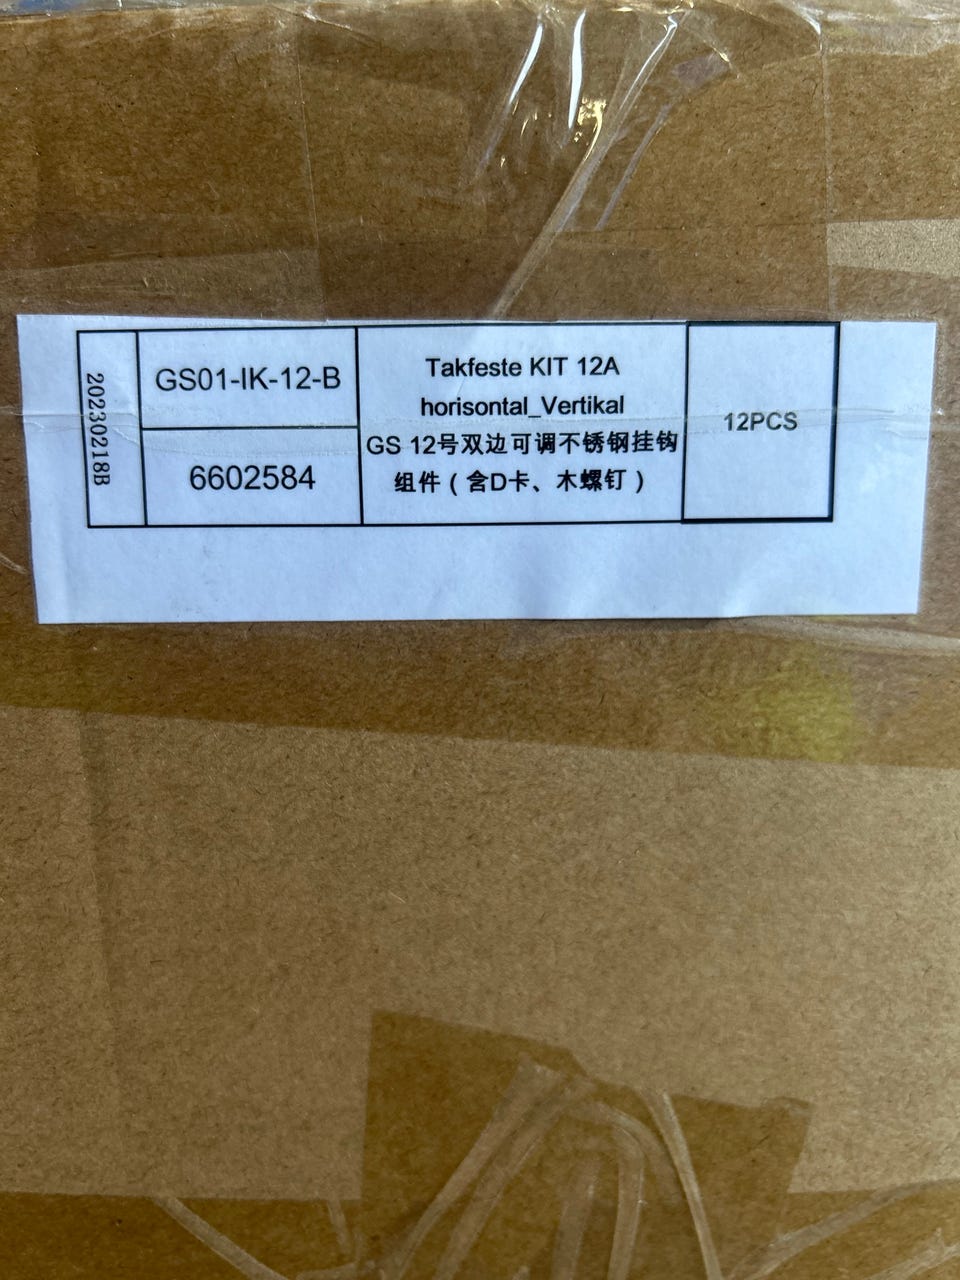 20230218B
GS01-IK-12-B
6602584
Takfeste KIT 12A
horisontal_Vertikal
GS 12号双边可调不锈钢挂钩
组件（含D卡、木螺钉）
12PCS